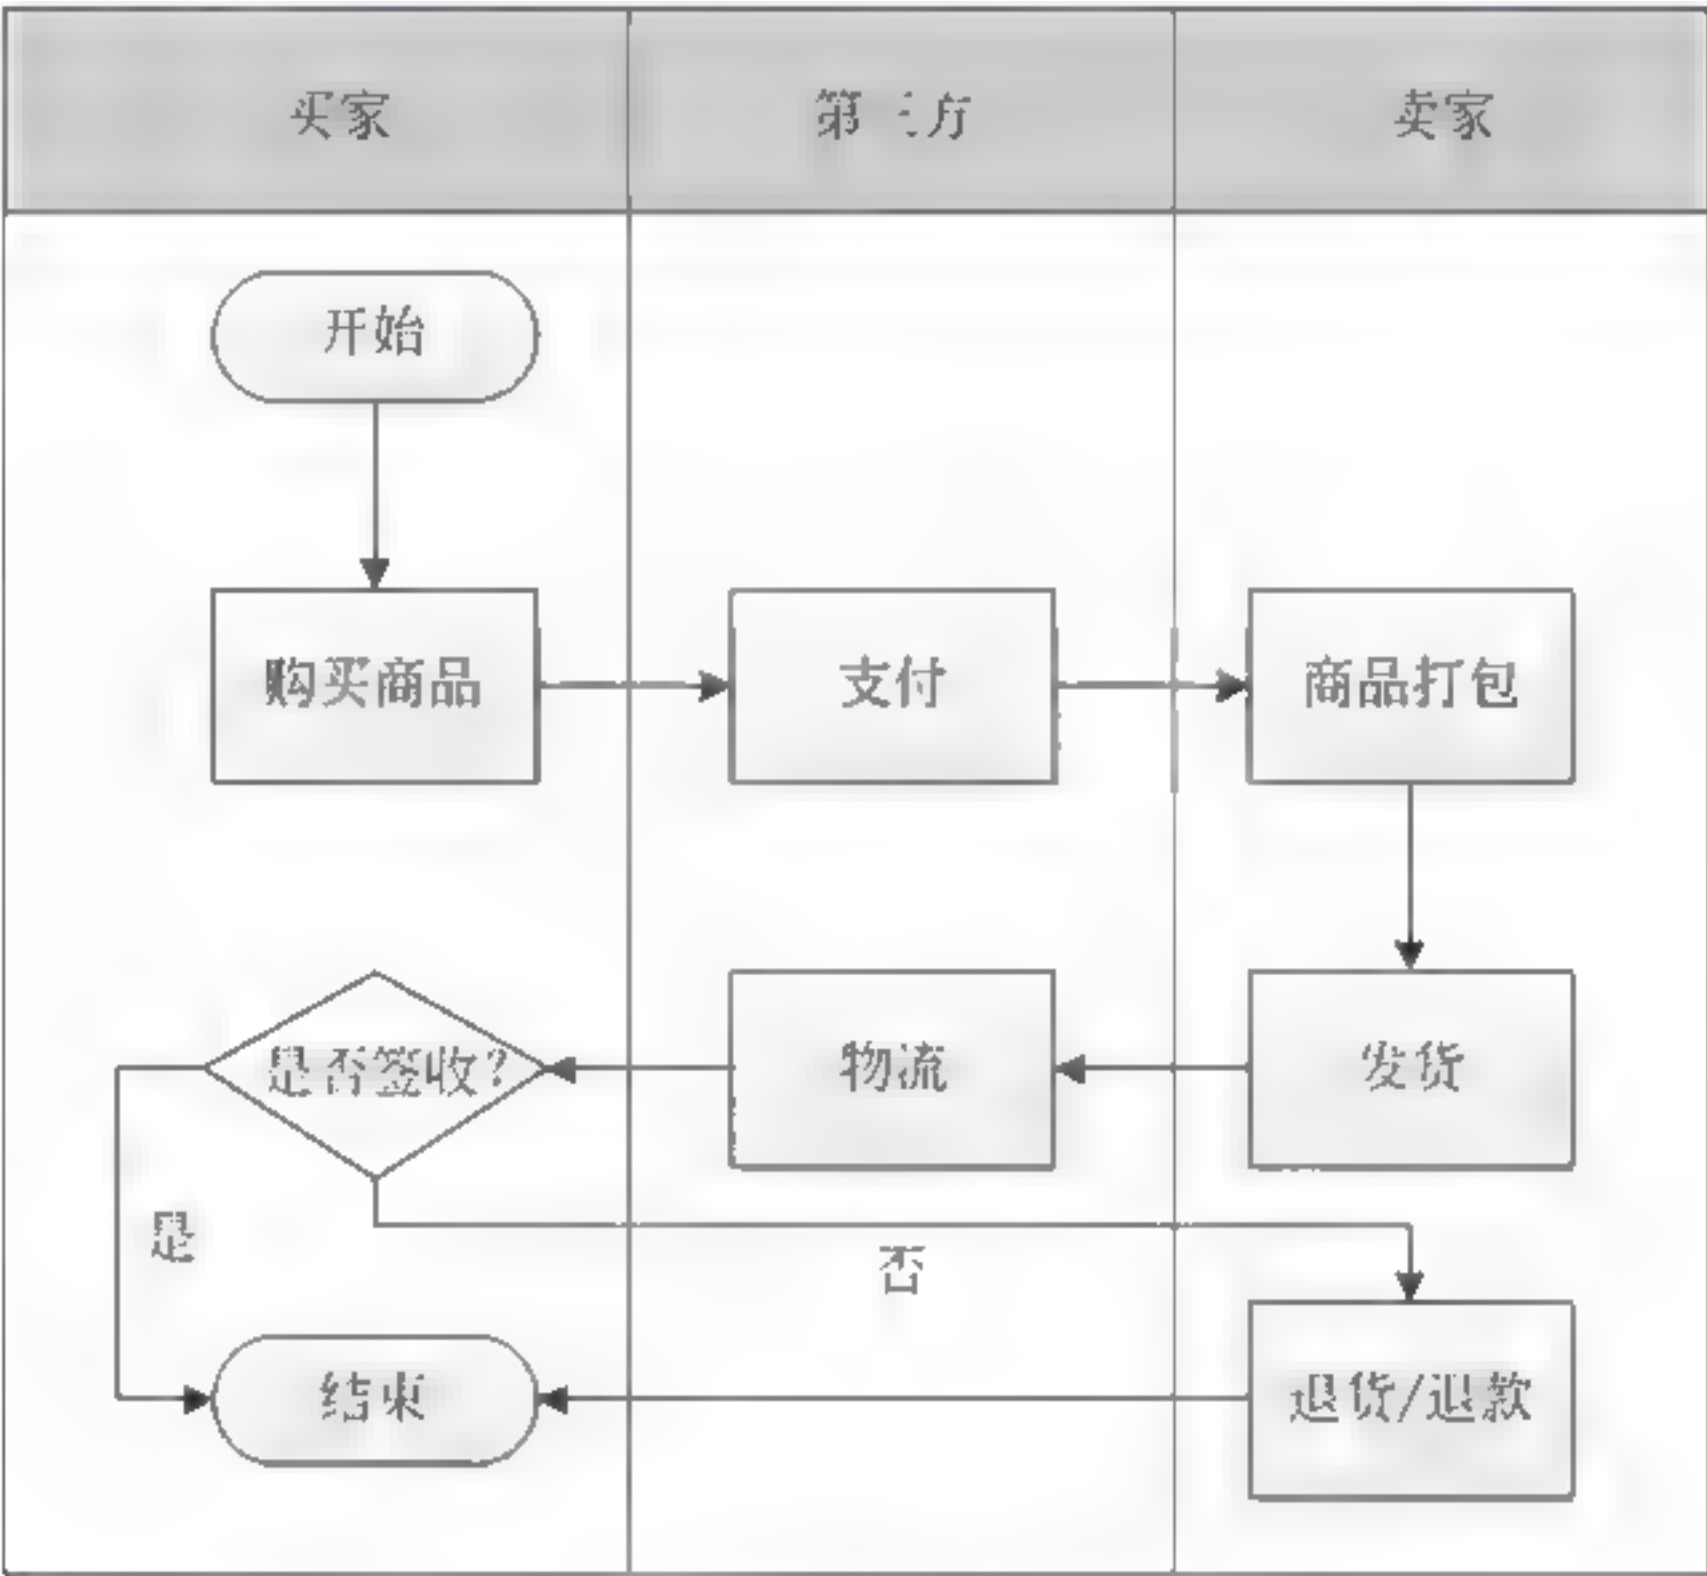 买家
第三方
卖家
开始
购买商品
支付
商品打包
是否签收?
物流
发货
是
否
结束
退货/退款